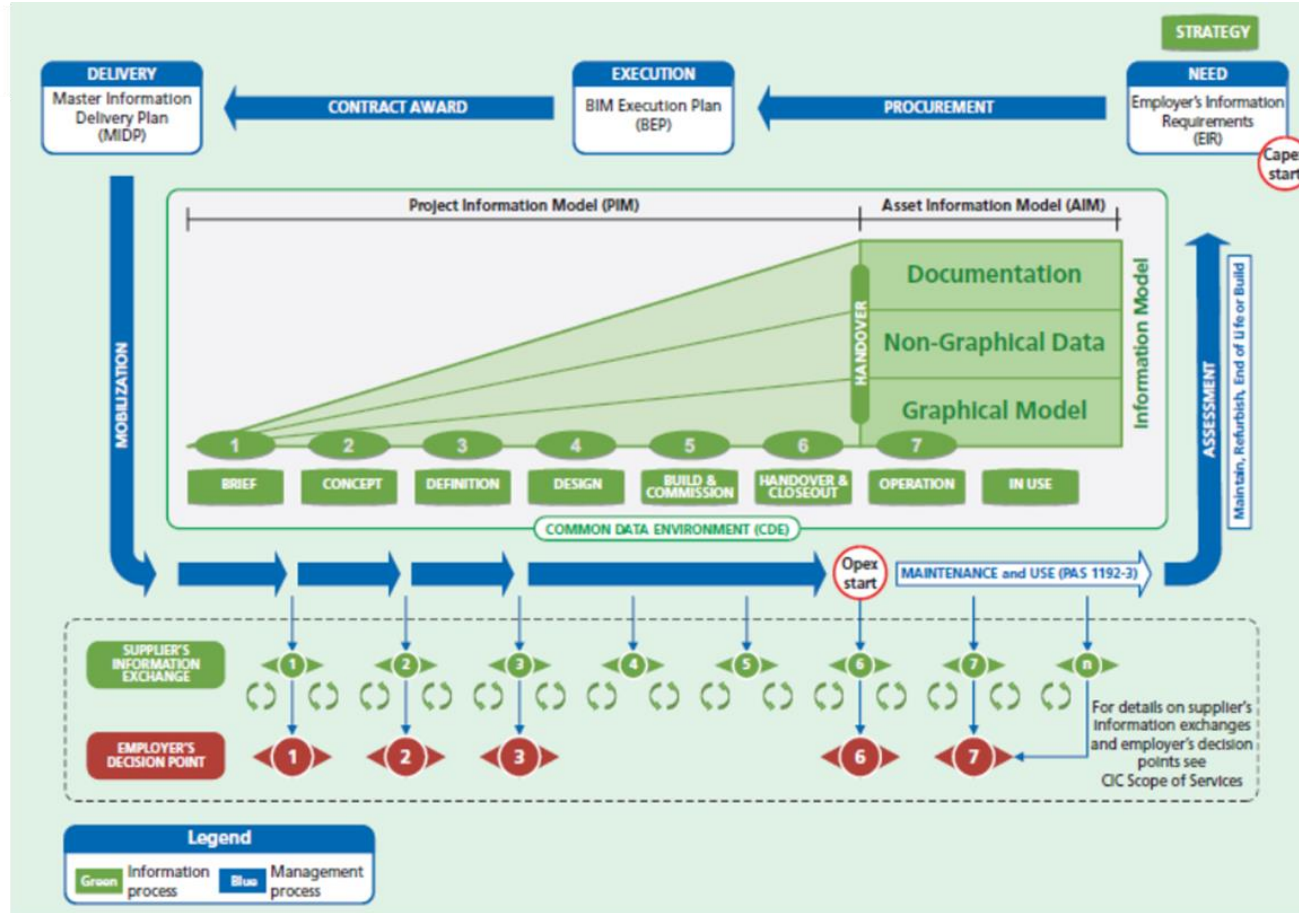 STRATEGY
DELIVERY
Master Information
Delivery Plan
(MIDP)
CONTRACT AWARD
EXECUTION
BIM Execution Plan
(BEP)
PROCUREMENT
NEED
Employer's Information
Requirements
(EIR)
Capex
start
Project Information Model (PIM)
Asset Information Model (AIM)
MOBILIZATION
Documentation
Non-Graphical Data
Graphical Model
HANDOVER
Information Model
ASSESSMENT
Maintain, Refurbish, End of Life or Build
1
2
3
4
5
6
7
BRIEF
CONCEPT
DEFINITION
DESIGN
BUILD &
COMMISSION
HANDOVER &
CLOSEOUT
OPERATION
IN USE
COMMON DATA ENVIRONMENT (CDE)
Opex
start
MAINTENANCE and USE (PAS 1192-3)
SUPPLIER'S
INFORMATION
EXCHANGE
1
2
3
4
5
6
7
n
EMPLOYER'S
DECISION POINT
1
2
3
6
7
For details on supplier's
information exchanges
and employer's decision
points see
CIC Scope of Services
Legend
Green
Information
process
Blue
Management
process